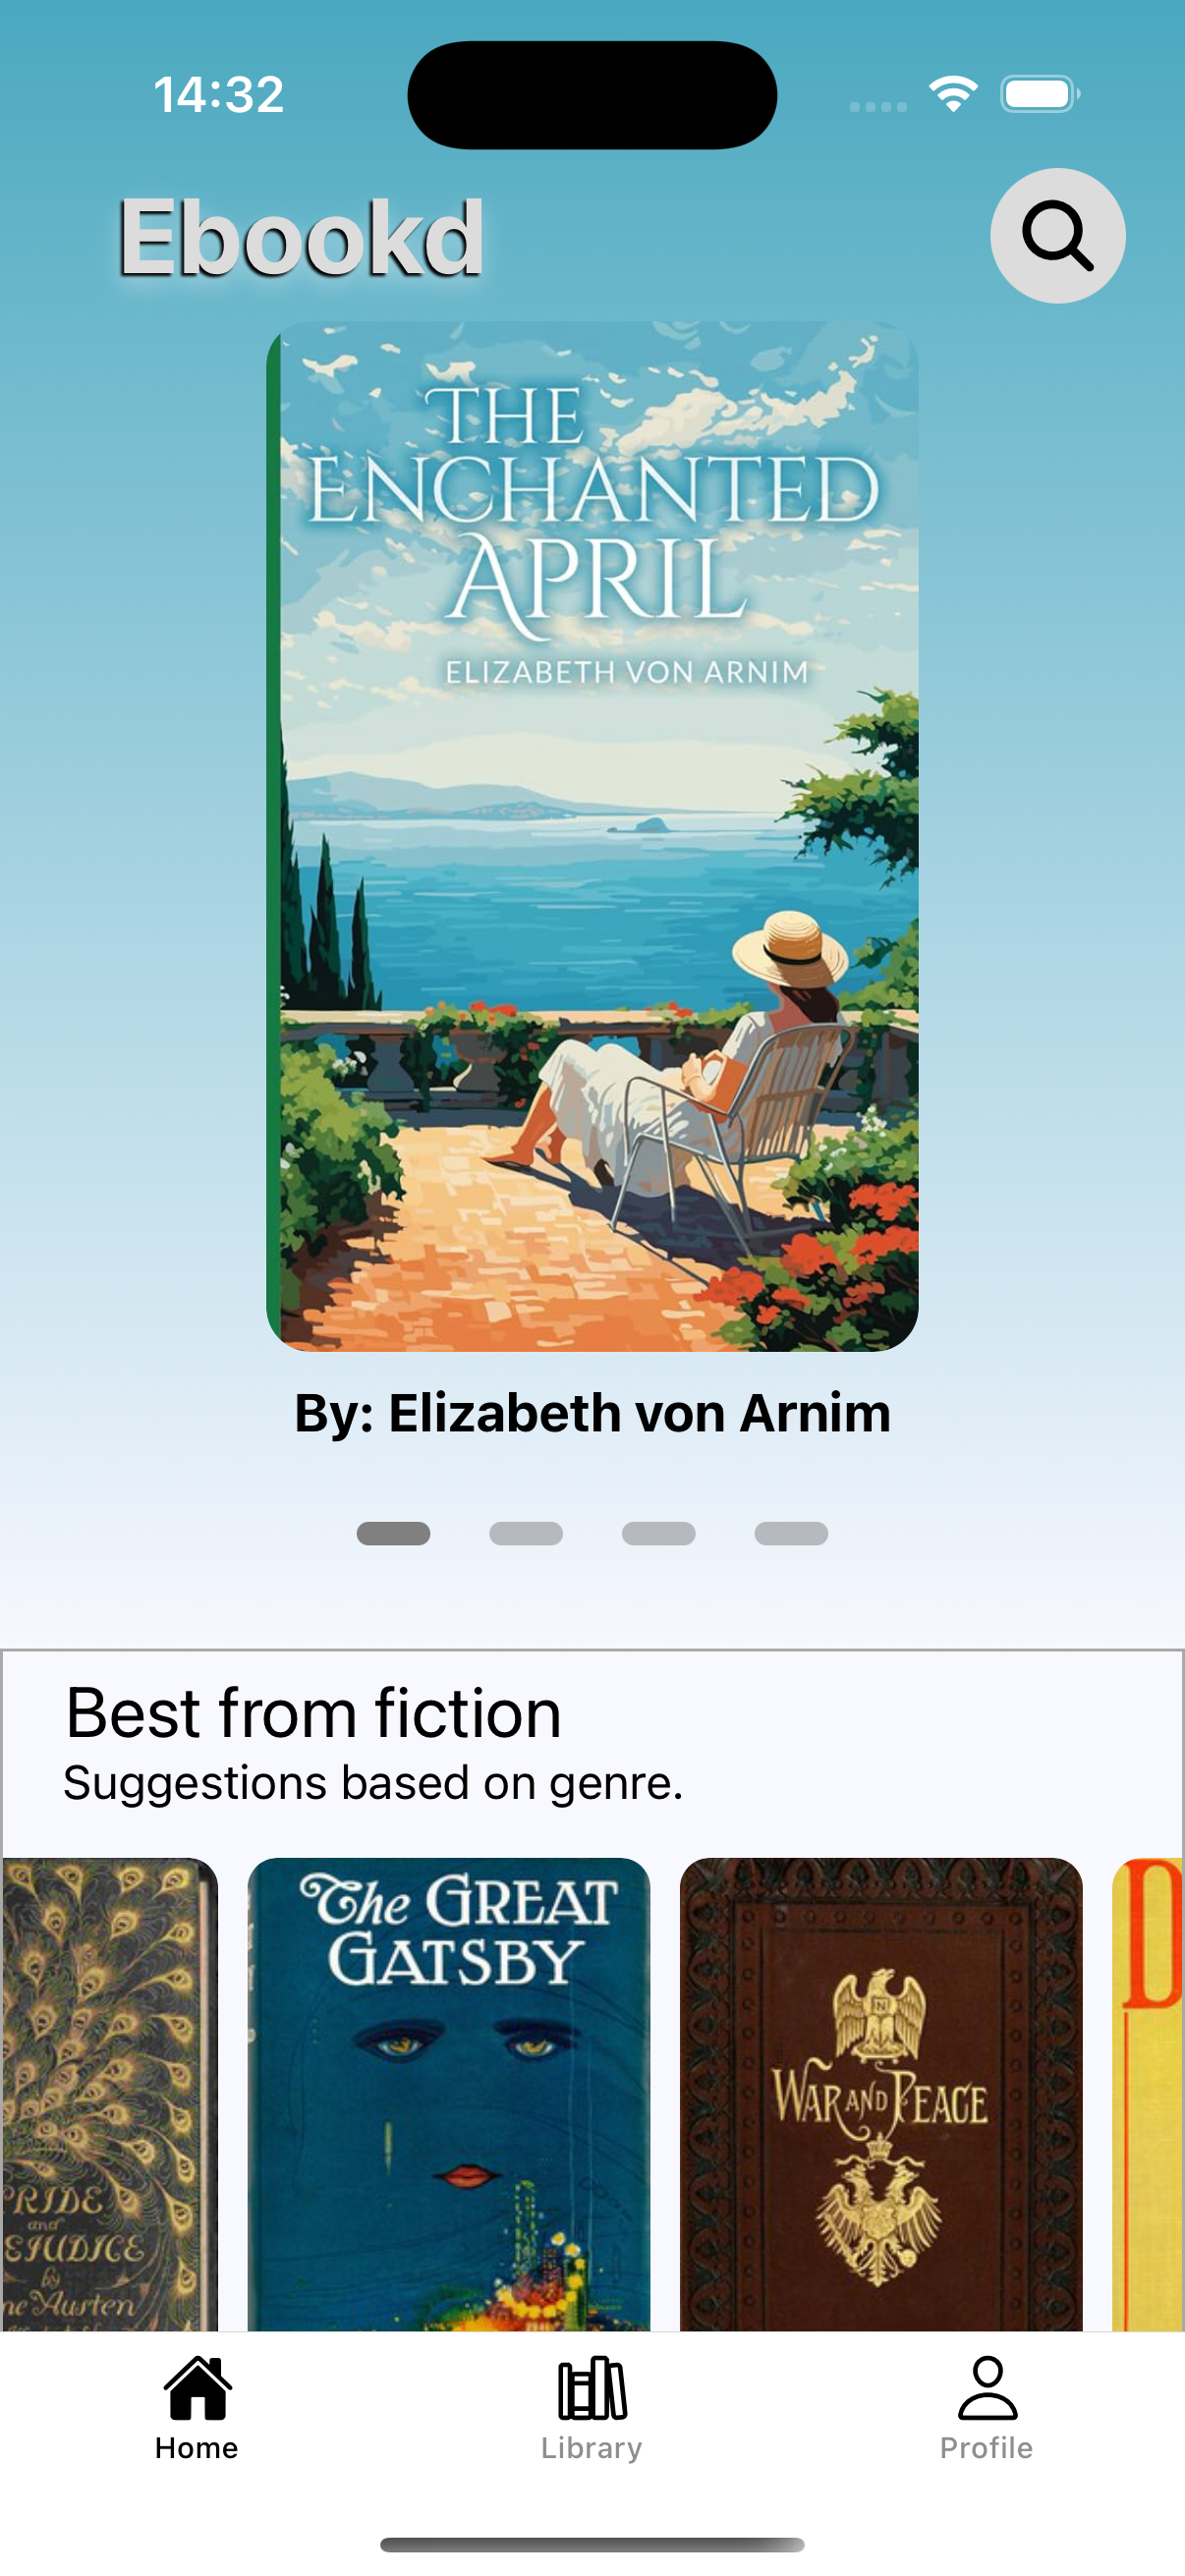 14:32
Ebookd
THE
ENCHANTED
APRIL
ELIZABETH VON ARNIM
By: Elizabeth von Arnim
Best from fiction
Suggestions based on genre.
PRIDE
and
EJUDICE
by
ne Austen
The GREAT
GATSBY
N
WAR AND PEACE
D
Home
Library
Profile